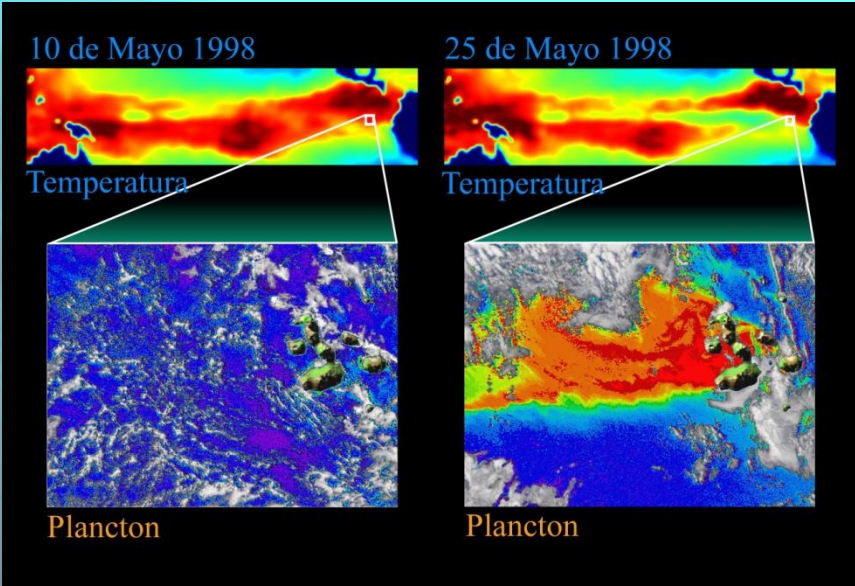 10 de Mayo 1998
25 de Mayo 1998
Temperatura
Temperatura
Plancton
Plancton